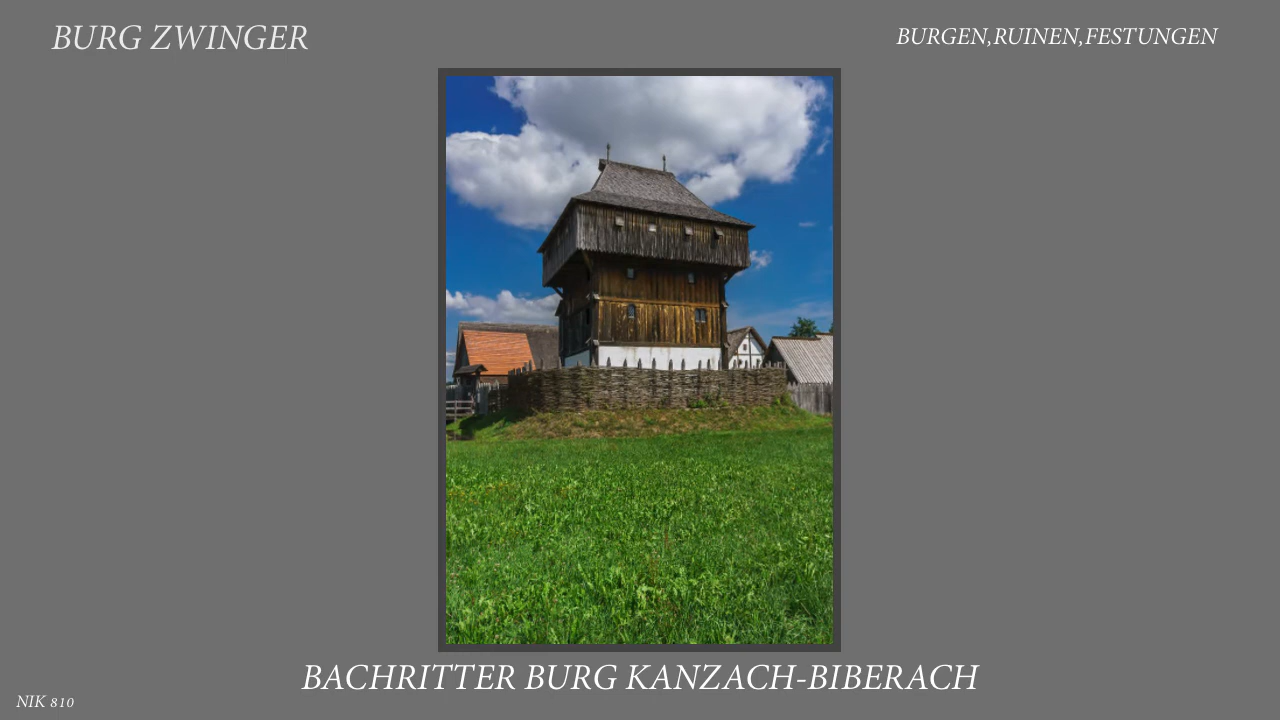 BURG ZWINGER
BURGEN,RUINEN,FESTUNGEN
BACHRITTER BURG KANZACH-BIBERACH
NIK 810